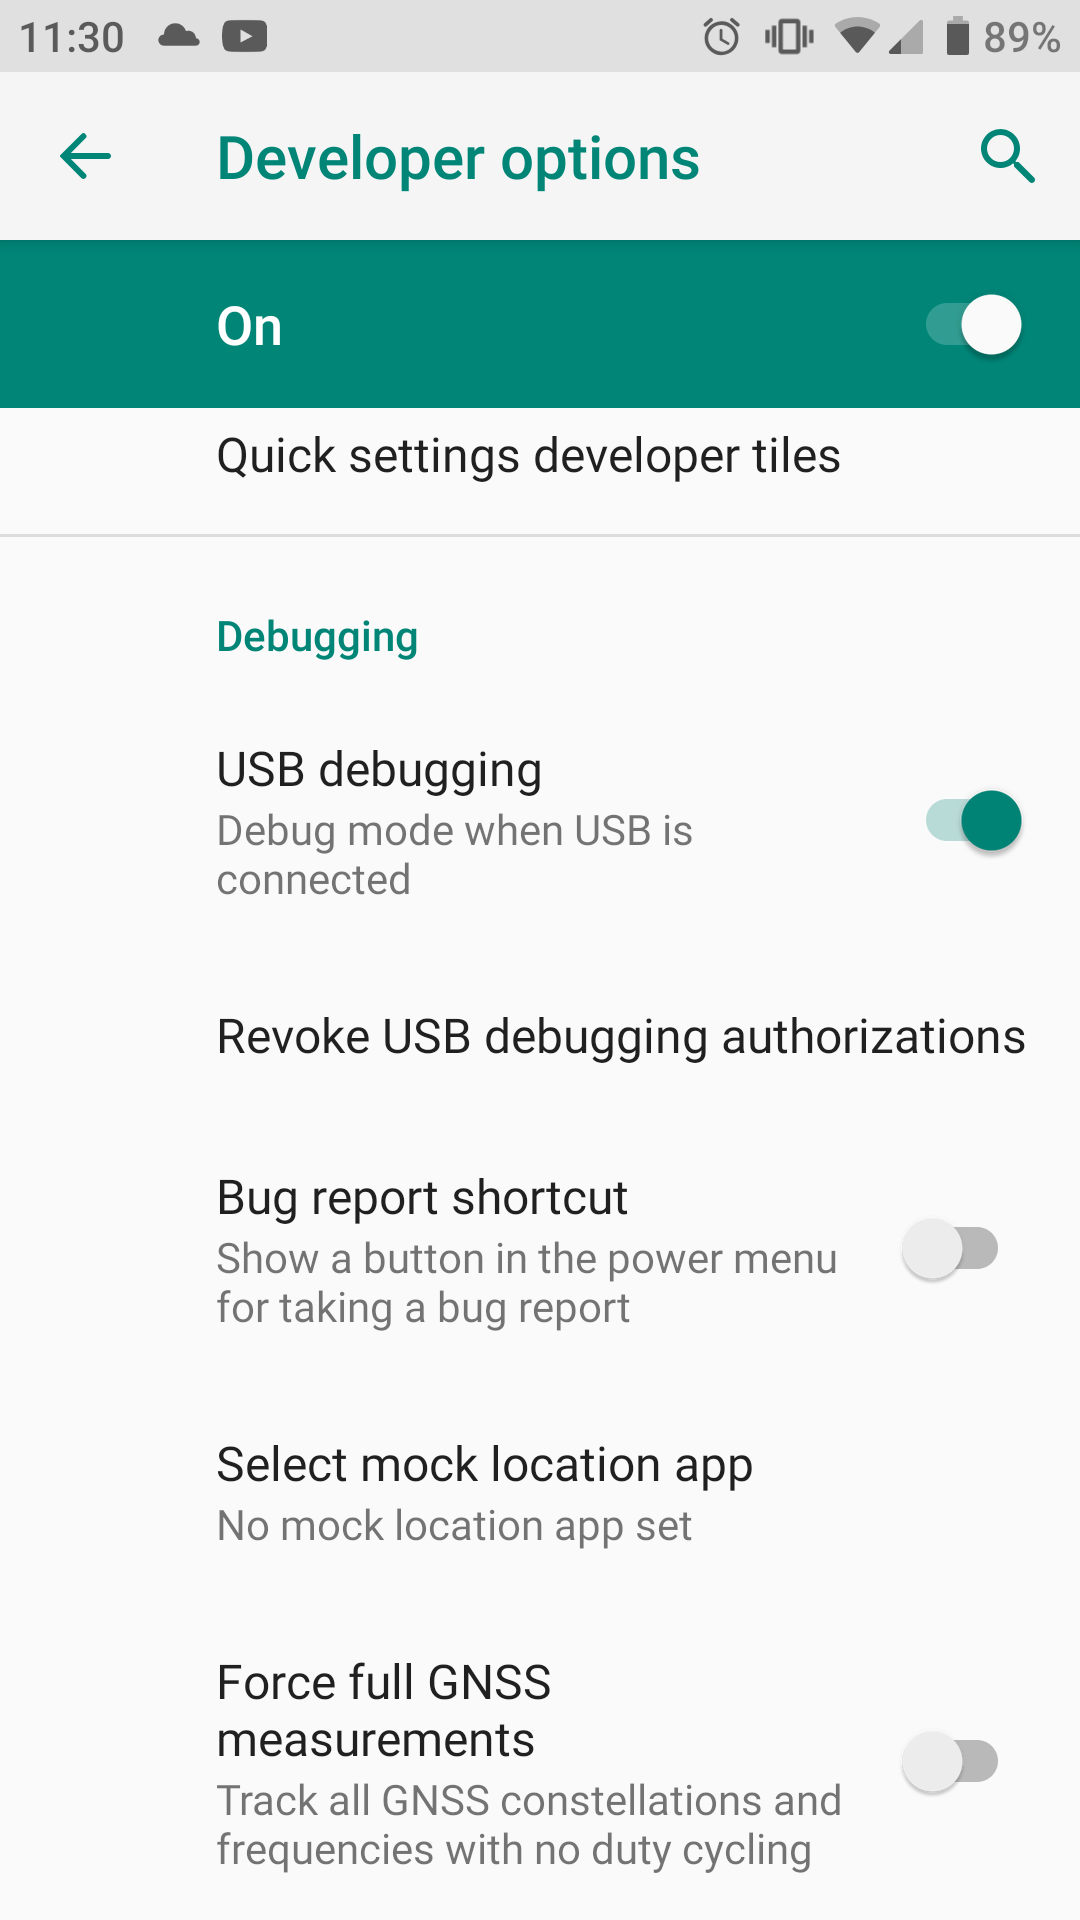 11:30 89%
Developer options
On
Quick settings developer tiles
Debugging
USB debugging
Debug mode when USB is
connected
Revoke USB debugging authorizations
Bug report shortcut
Show a button in the power menu
for taking a bug report
Select mock location app
No mock location app set
Force full GNSS
measurements
Track all GNSS constellations and
frequencies with no duty cycling